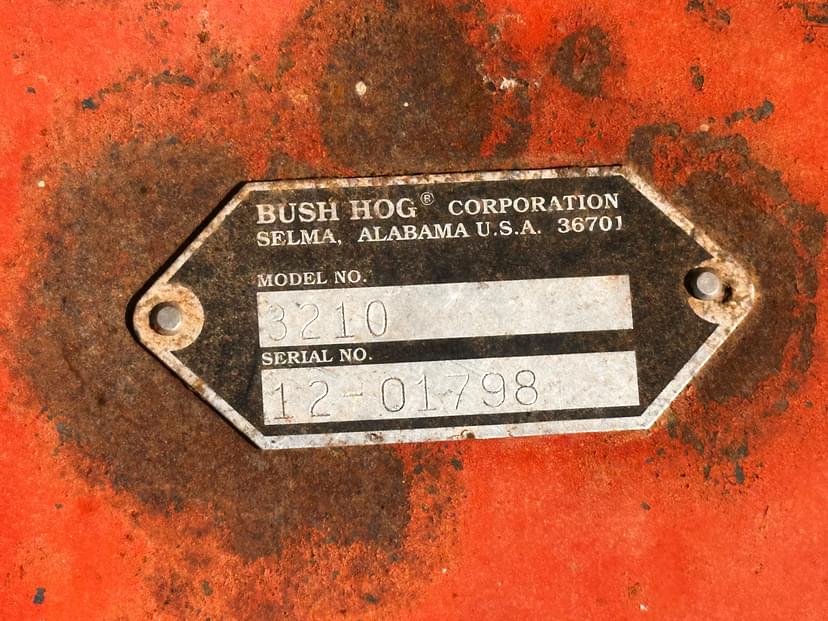 BUSH HOG® CORPORATION
SELMA, ALABAMA U.S.A. 36701
MODEL NO.
3210
SERIAL NO.
12-01798